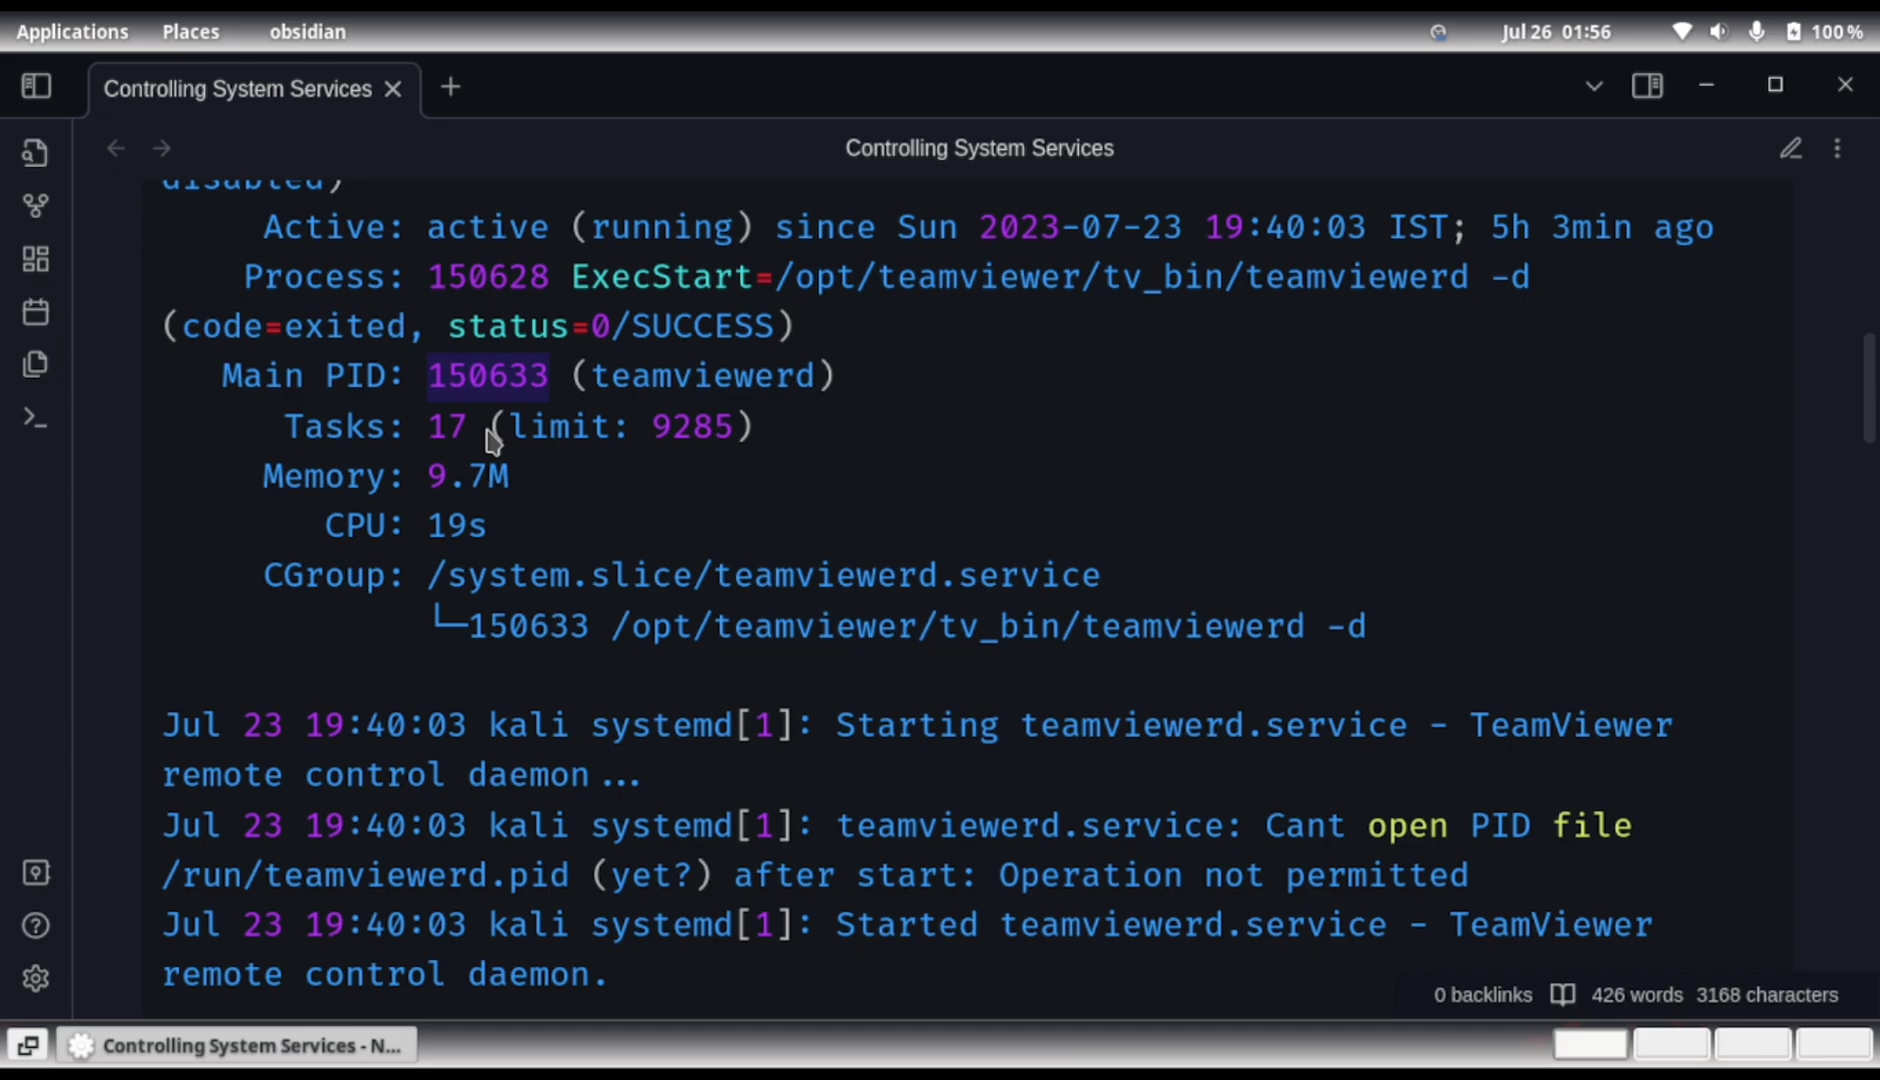 Applications Places obsidian Jul 26 01:56 100 %
Controlling System Services
Controlling System Services
disabled)
Active: active (running) since Sun 2023-07-23 19:40:03 IST; 5h 3min ago
Process: 150628 ExecStart=/opt/teamviewer/tv_bin/teamviewerd -d
(code=exited, status=0/SUCCESS)
Main PID: 150633 (teamviewerd)
Tasks: 17 (limit: 9285)
Memory: 9.7M
CPU: 19s
CGroup: /system.slice/teamviewerd.service
└─150633 /opt/teamviewer/tv_bin/teamviewerd -d
Jul 23 19:40:03 kali systemd[1]: Starting teamviewerd.service - TeamViewer
remote control daemon...
Jul 23 19:40:03 kali systemd[1]: teamviewerd.service: Cant open PID file
/run/teamviewerd.pid (yet?) after start: Operation not permitted
Jul 23 19:40:03 kali systemd[1]: Started teamviewerd.service - TeamViewer
remote control daemon.
0 backlinks 426 words 3168 characters
Controlling System Services - N...